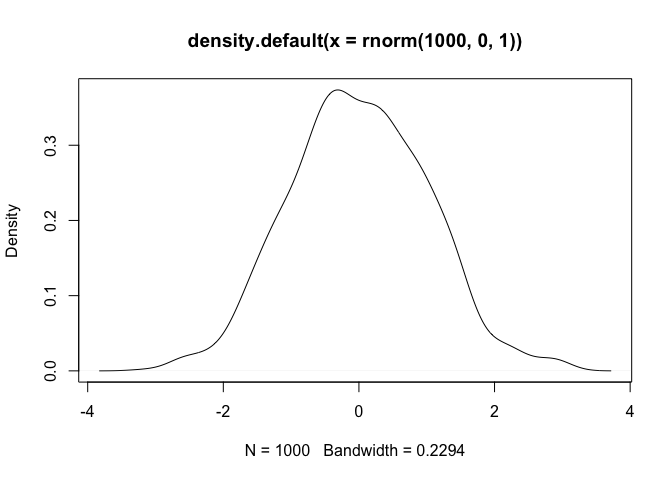 density.default(x = rnorm(1000, 0, 1))
Density
0.3
0.2
0.1
0.0
-4 -2 0 2 4
N = 1000 Bandwidth = 0.2294